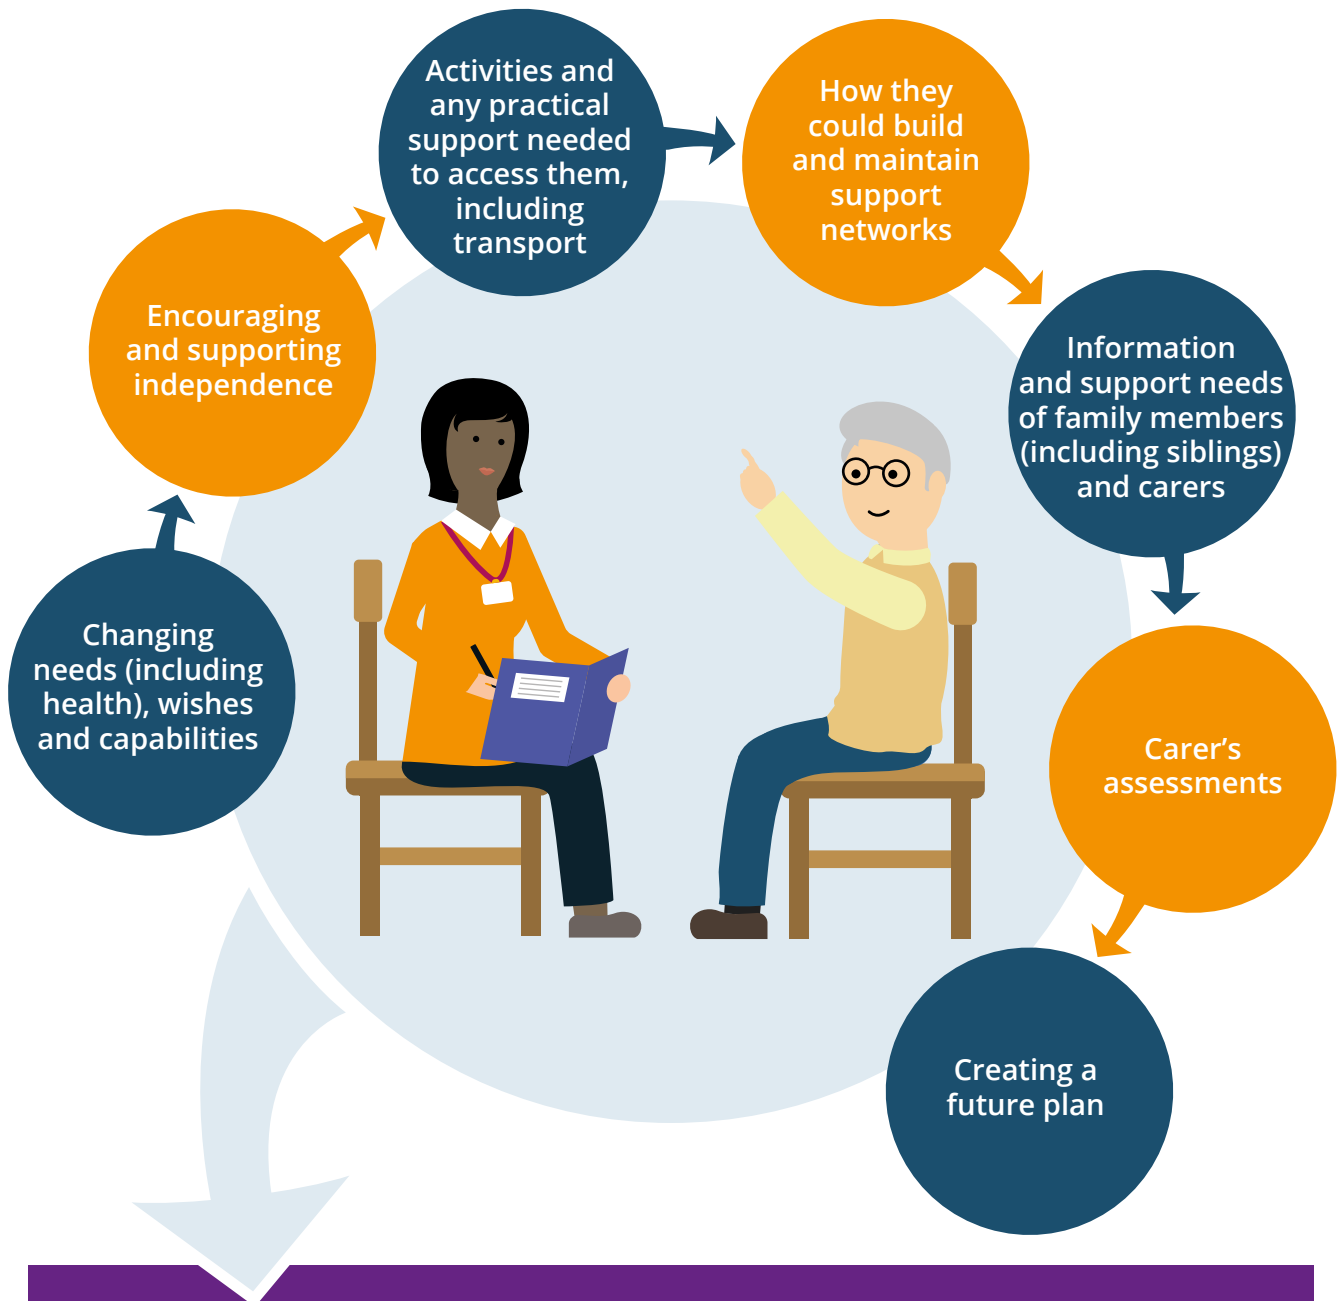 Changing
needs (including
health), wishes
and capabilities
Encouraging
and supporting
independence
Activities and
any practical
support needed
to access them,
including
transport
How they
could build
and maintain
support
networks
Information
and support needs
of family members
(including siblings)
and carers
Carer’s
assessments
Creating a
future plan